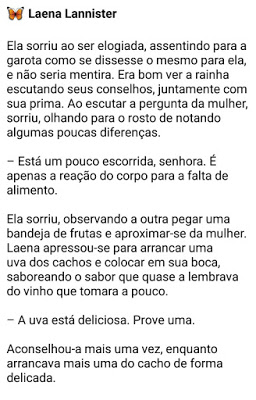 🦋 Laena Lannister
Ela sorriu ao ser elogiada, assentindo para a
garota como se dissesse o mesmo para ela,
e não seria mentira. Era bom ver a rainha
escutando seus conselhos, juntamente com
sua prima. Ao escutar a pergunta da mulher,
sorriu, olhando para o rosto de notando
algumas poucas diferenças.
– Está um pouco escorrida, senhora. É
apenas a reação do corpo para a falta de
alimento.
Ela sorriu, observando a outra pegar uma
bandeja de frutas e aproximar-se da mulher.
Laena apressou-se para arrancar uma
uva dos cachos e colocar em sua boca,
saboreando o sabor que quase a lembrava
do vinho que tomara a pouco.
– A uva está deliciosa. Prove uma.
Aconselhou-a mais uma vez, enquanto
arrancava mais uma do cacho de forma
delicada.